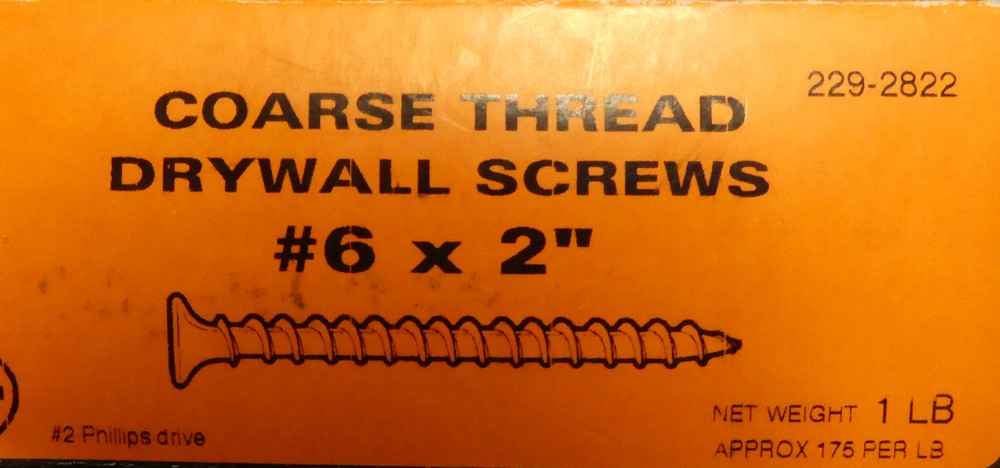 229-2822
COARSE THREAD
DRYWALL SCREWS
#6 x 2"
#2 Phillips drive
NET WEIGHT 1 LB
APPROX 175 PER LB